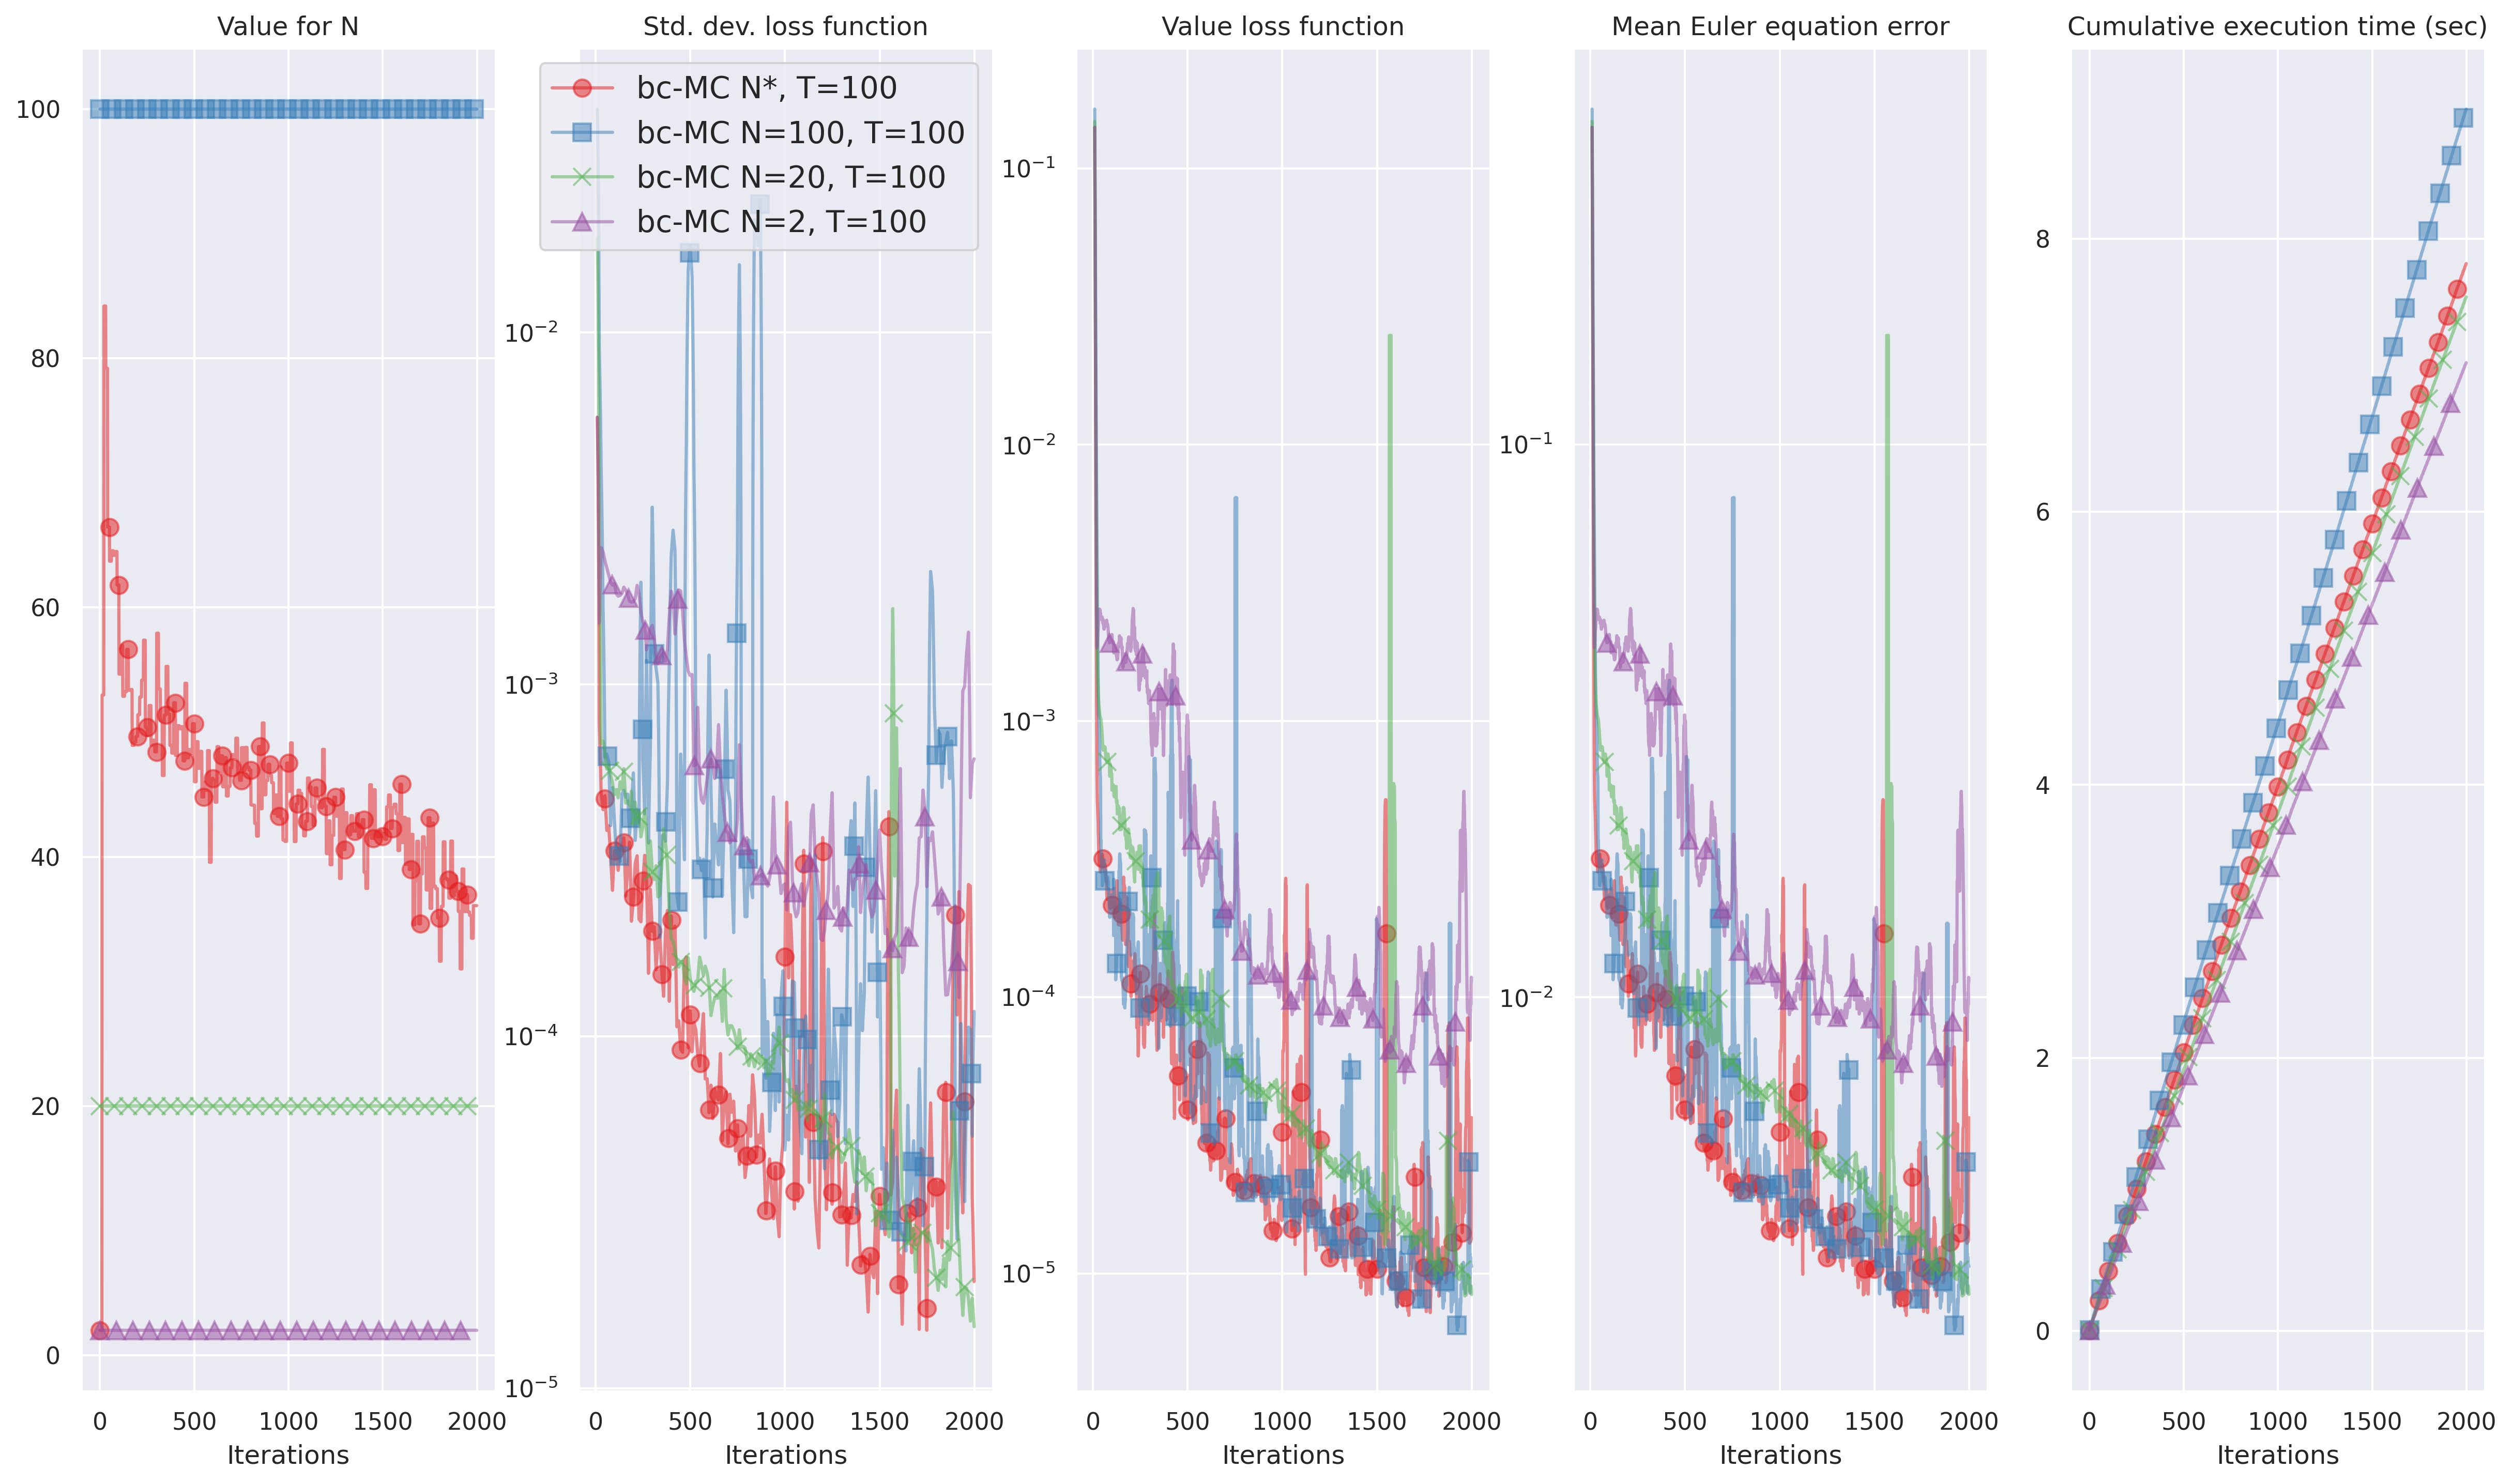 Value for N
Std. dev. loss function
Value loss function
Mean Euler equation error
Cumulative execution time (sec)
bc-MC N*, T=100
bc-MC N=100, T=100
bc-MC N=20, T=100
bc-MC N=2, T=100
100
80
60
40
20
0
10⁻²
10⁻³
10⁻⁴
10⁻⁵
10⁻¹
10⁻²
10⁻³
10⁻⁴
10⁻⁵
10⁻¹
10⁻²
8
6
4
2
0
0 500 1000 1500 2000
0 500 1000 1500 2000
0 500 1000 1500 2000
0 500 1000 1500 2000
0 500 1000 1500 2000
Iterations
Iterations
Iterations
Iterations
Iterations